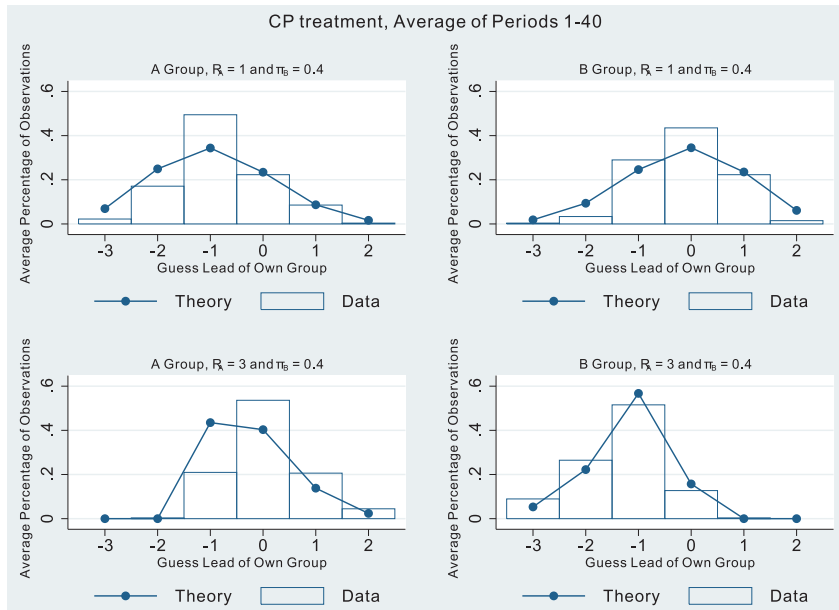 CP treatment, Average of Periods 1-40
A Group, R_A = 1 and π_B = 0.4
Average Percentage of Observations
.6
.4
.2
0
-3 -2 -1 0 1 2
Guess Lead of Own Group
Theory Data
B Group, R_A = 1 and π_B = 0.4
Average Percentage of Observations
.6
.4
.2
0
-3 -2 -1 0 1 2
Guess Lead of Own Group
Theory Data
A Group, R_A = 3 and π_B = 0.4
Average Percentage of Observations
.6
.4
.2
0
-3 -2 -1 0 1 2
Guess Lead of Own Group
Theory Data
B Group, R_A = 3 and π_B = 0.4
Average Percentage of Observations
.6
.4
.2
0
-3 -2 -1 0 1 2
Guess Lead of Own Group
Theory Data